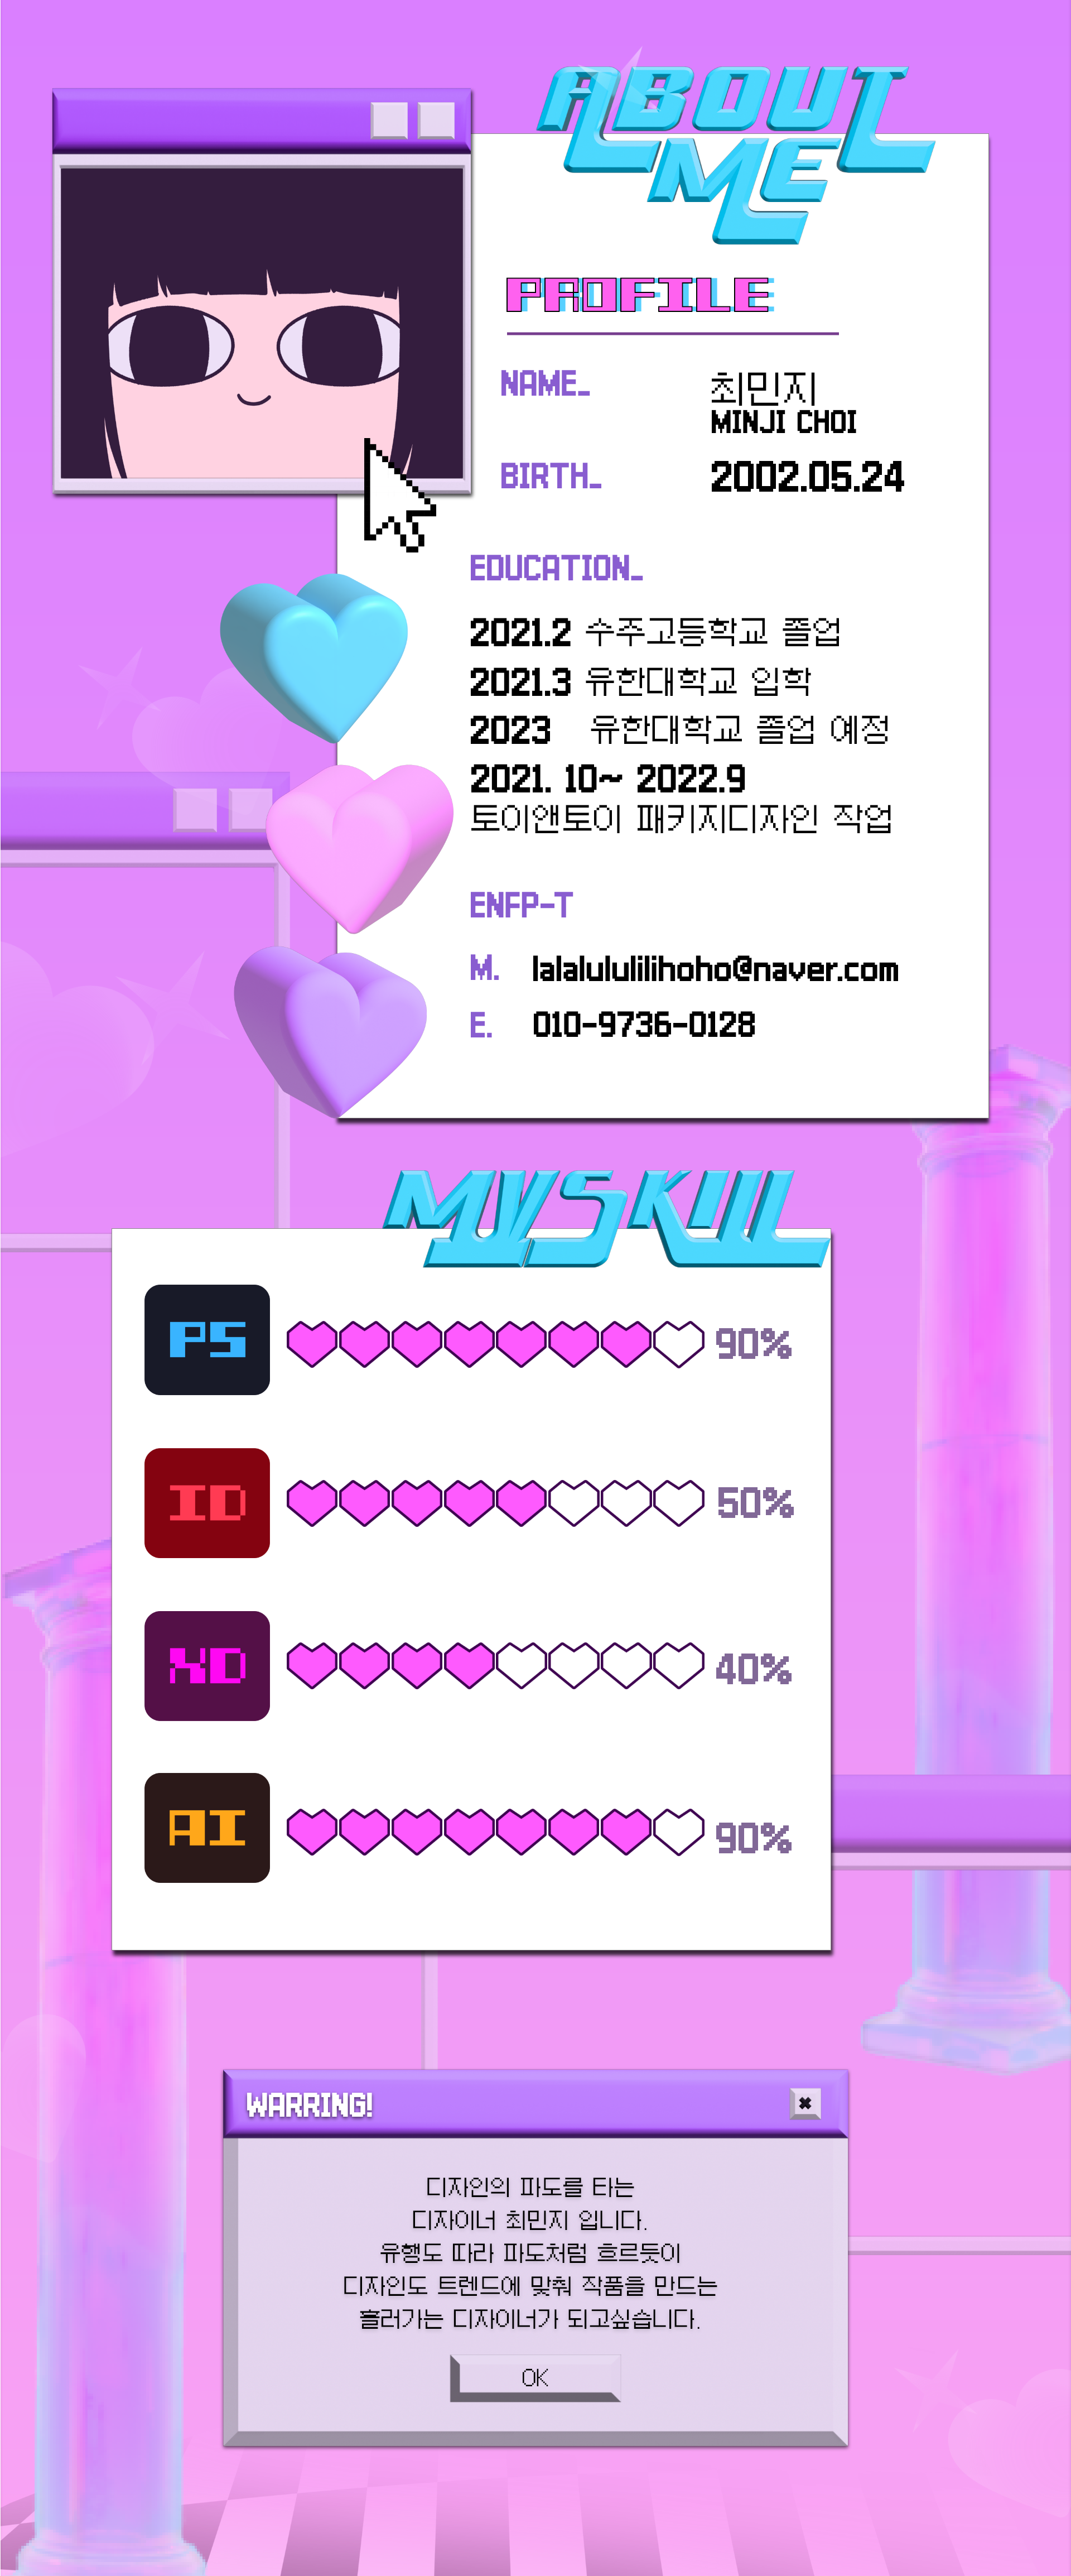 ABOUT
ME
PROFILE
NAME_ 최민지
MINJI CHOI
BIRTH_ 2002.05.24
EDUCATION_
2021.2 수주고등학교 졸업
2021.3 유한대학교 입학
2023 유한대학교 졸업 예정
2021. 10~ 2022.9
토이앤토이 패키지디자인 작업
ENFP-T
M. lalalululilihoho@naver.com
E. 010-9736-0128
MY SKILL
PS 90%
ID 50%
XD 40%
AI 90%
WARRING!
디자인의 파도를 타는
디자이너 최민지 입니다.
유행도 따라 파도처럼 흐르듯이
디자인도 트렌드에 맞춰 작품을 만드는
흘러가는 디자이너가 되고싶습니다.
OK